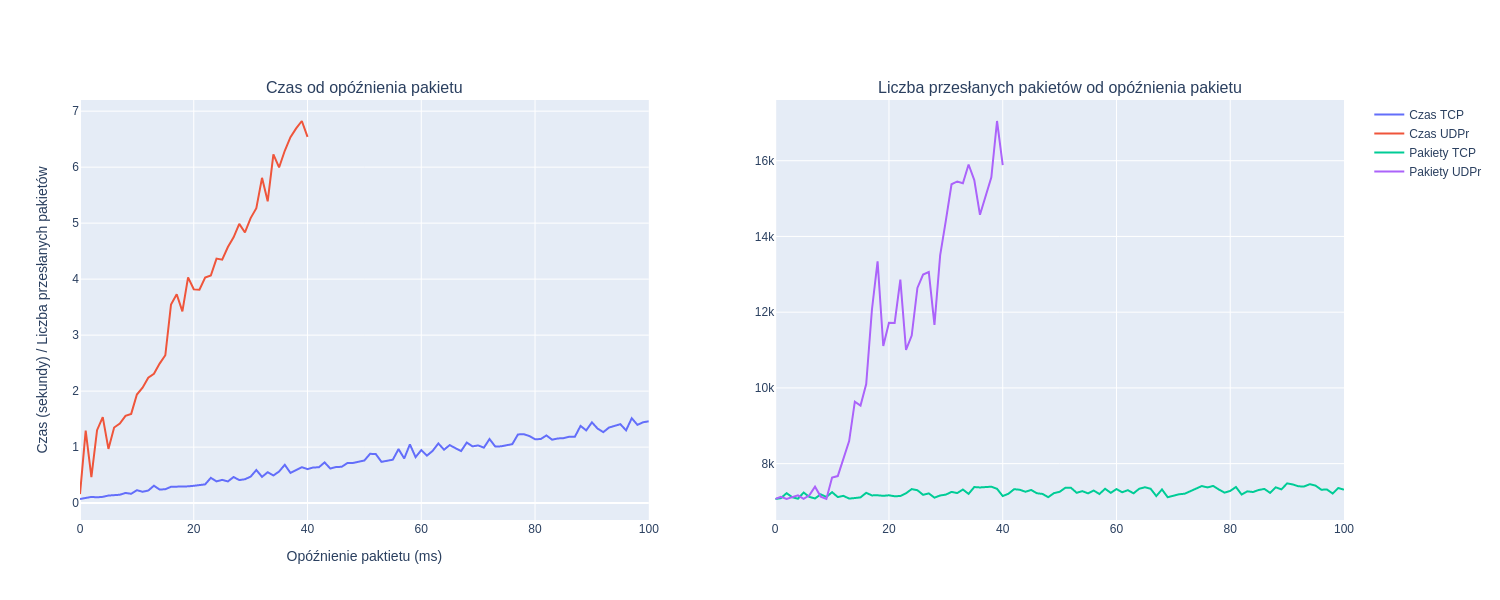 Czas od opóźnienia pakietu
Liczba przesłanych pakietów od opóźnienia pakietu
Czas (sekundy) / Liczba przesłanych pakietów
7
6
5
4
3
2
1
0
0 20 40 60 80 100
Opóźnienie paktietu (ms)
16k
14k
12k
10k
8k
0 20 40 60 80 100
Czas TCP
Czas UDPr
Pakiety TCP
Pakiety UDPr